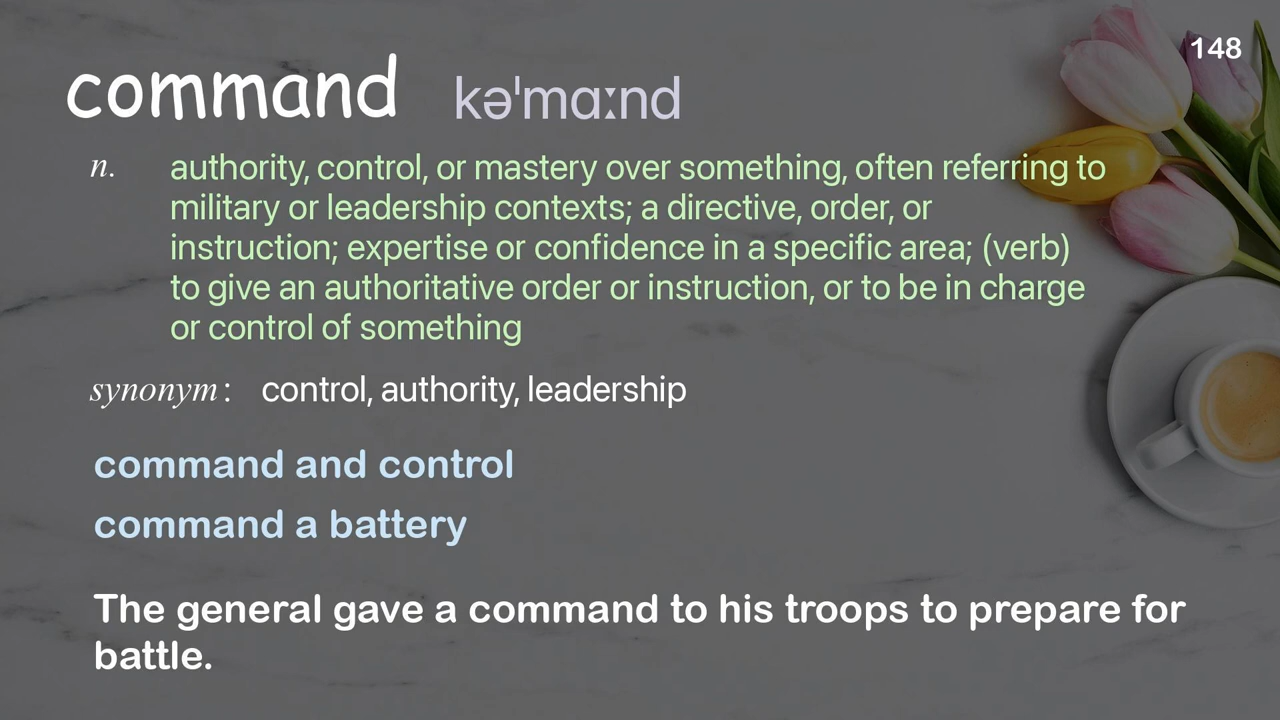 148
command kəˈmɑːnd
n. authority, control, or mastery over something, often referring to
military or leadership contexts; a directive, order, or
instruction; expertise or confidence in a specific area; (verb)
to give an authoritative order or instruction, or to be in charge
or control of something
synonym: control, authority, leadership
command and control
command a battery
The general gave a command to his troops to prepare for
battle.